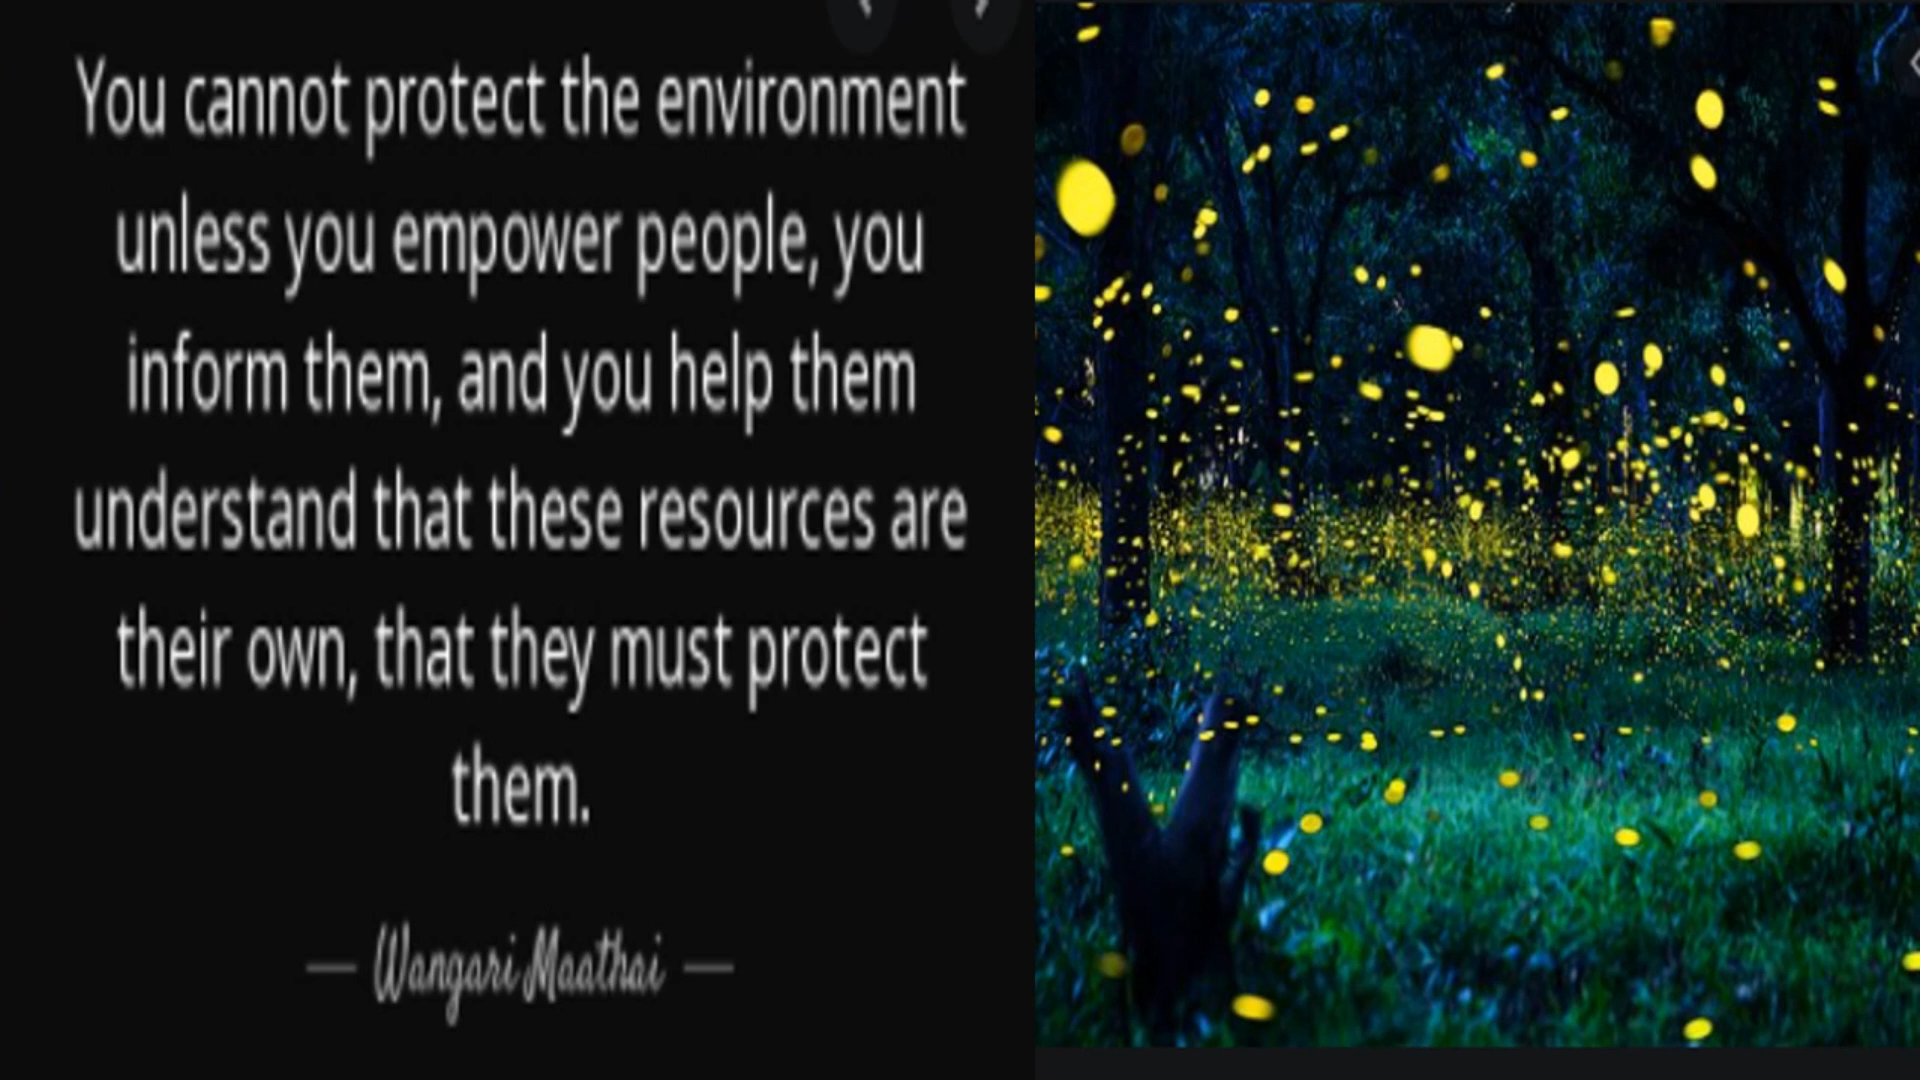 You cannot protect the environment
unless you empower people, you
inform them, and you help them
understand that these resources are
their own, that they must protect
them.
— Wangari Maathai —